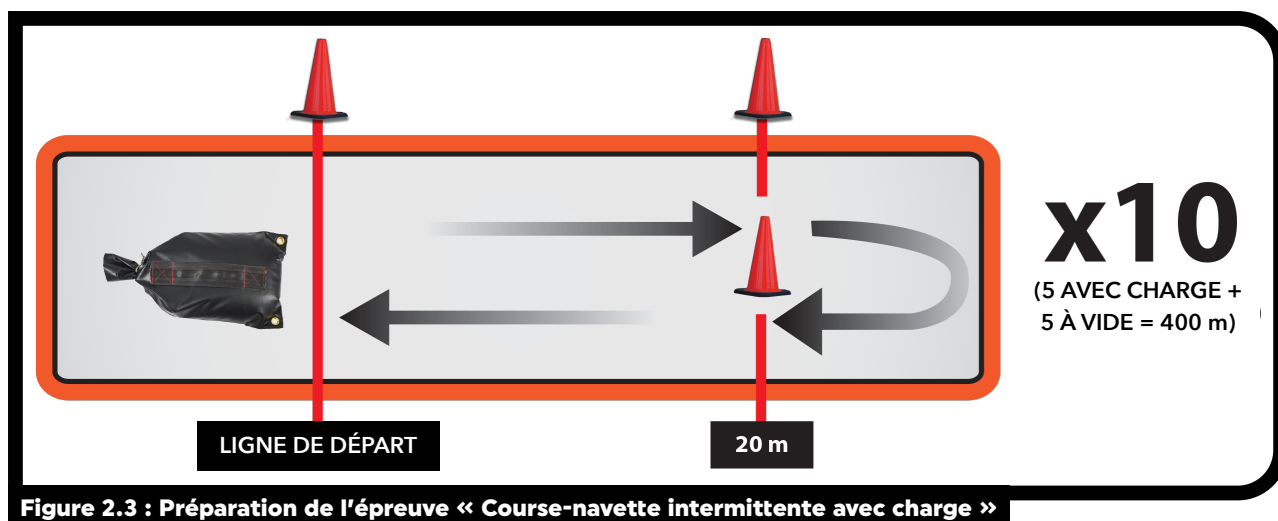 x10
(5 AVEC CHARGE +
5 À VIDE = 400 m)
LIGNE DE DÉPART
20 m
Figure 2.3 : Préparation de l’épreuve « Course-navette intermittente avec charge »